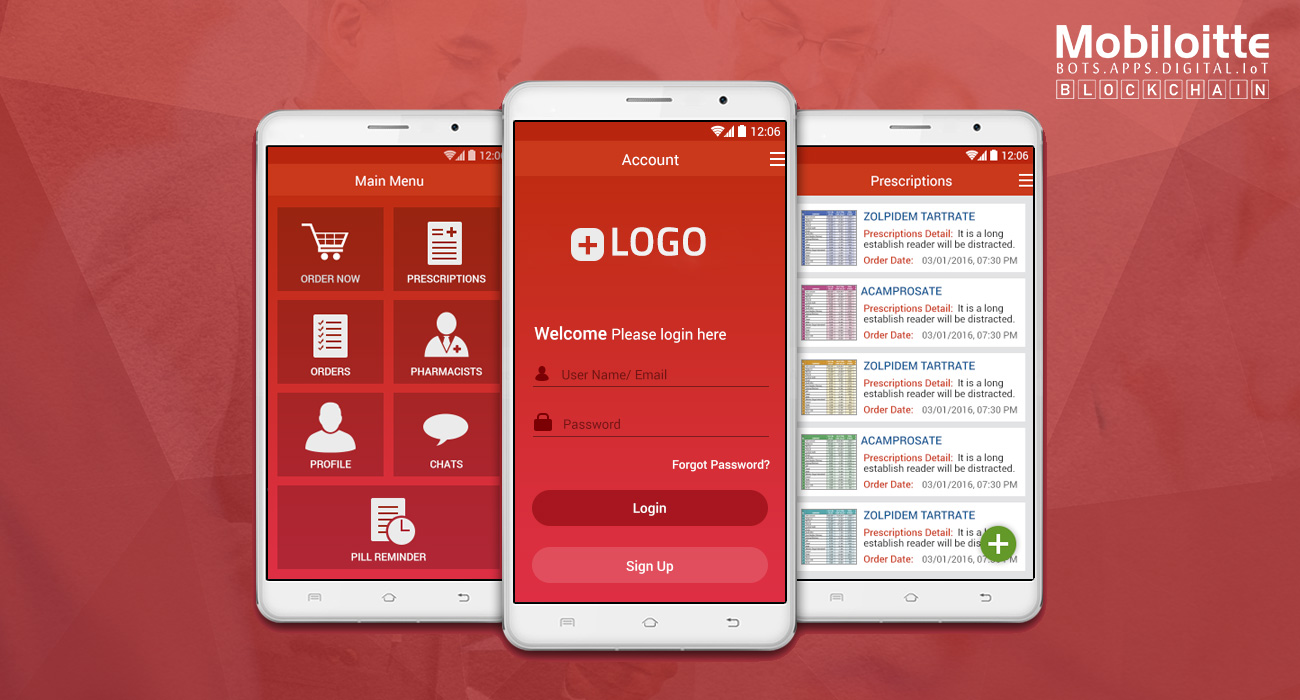 Mobiloitte
BOTS.APPS.DIGITAL.IoT
BLOCKCHAIN
12:06
Main Menu
ORDER NOW
PRESCRIPTIONS
ORDERS
PHARMACISTS
PROFILE
CHATS
PILL REMINDER
12:06
Account
LOGO
Welcome Please login here
User Name/ Email
Password
Forgot Password?
Login
Sign Up
12:06
Prescriptions
ZOLPIDEM TARTRATE
Prescriptions Detail: It is a long
establish reader will be distracted.
Order Date: 03/01/2016, 07:30 PM
ACAMPROSATE
Prescriptions Detail: It is a long
establish reader will be distracted.
Order Date: 03/01/2016, 07:30 PM
ZOLPIDEM TARTRATE
Prescriptions Detail: It is a long
establish reader will be distracted.
Order Date: 03/01/2016, 07:30 PM
ACAMPROSATE
Prescriptions Detail: It is a long
establish reader will be distracted.
Order Date: 03/01/2016, 07:30 PM
ZOLPIDEM TARTRATE
Prescriptions Detail: It is a
establish reader will be dis
Order Date: 03/01/2016, 07:30 PM